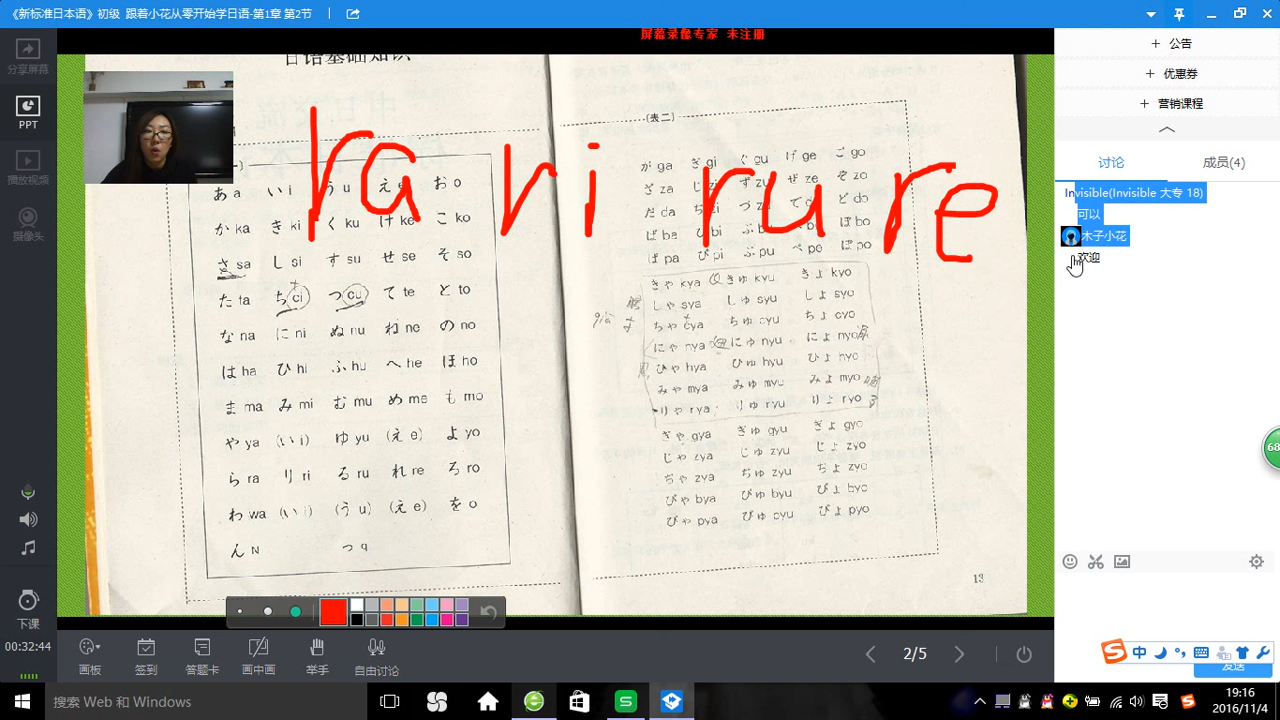 《新标准日本语》初级 跟着小花从零开始学日语-第1章 第2节
屏幕录像专家 未注册
分享屏幕
PPT
播放视频
摄像头
下课
00:32:44
日语基础知识
ra ri ru re
あ a い i う u え e お o
か ka き ki く ku け ke こ ko
さ sa し si す su せ se そ so
た ta ち ci つ cu て te と to
な na に ni ぬ nu ね ne の no
は ha ひ hi ふ hu へ he ほ ho
ま ma み mi む mu め me も mo
や ya (い i) ゆ yu (え e) よ yo
ら ra り ri る ru れ re ろ ro
わ wa (い i) (う u) (え e) を o
ん N っ q
(表二)
が ga ぎ gi ぐ gu げ ge ご go
ざ za じ ず zu ぜ ze ぞ zo
だ da ぢ zi づ で ど do
ば ba び bi ぶ べ bi ぼ bo
ぱ pa ぴ pi ぷ pu ぺ pe ぽ po
きゃ kya きゅ kyu きょ kyo
しゃ sya しゅ syu しょ syo
ちゃ cya ちゅ cyu ちょ cyo
にゃ nya にゅ nyu にょ nyo
ひゃ hya ひゅ hyu ひょ hyo
みゃ mya みゅ myu みょ myo
りゃ rya りゅ ryu りょ ryo
ぎゃ gya ぎゅ gyu ぎょ gyo
じゃ zya じゅ zyu じょ zyo
ぢゃ zya ぢゅ zyu ぢょ zyo
びゃ bya びゅ byu びょ byo
ぴゃ pya ぴゅ pyu ぴょ pyo
13
画板
签到
答题卡
画中画
举手
自由讨论
2/5
公告
优惠券
营销课程
讨论
成员(4)
Invisible(Invisible 大专 18)
可以
木子小花
欢迎
中
发送
68
搜索 Web 和 Windows
19:16
2016/11/4